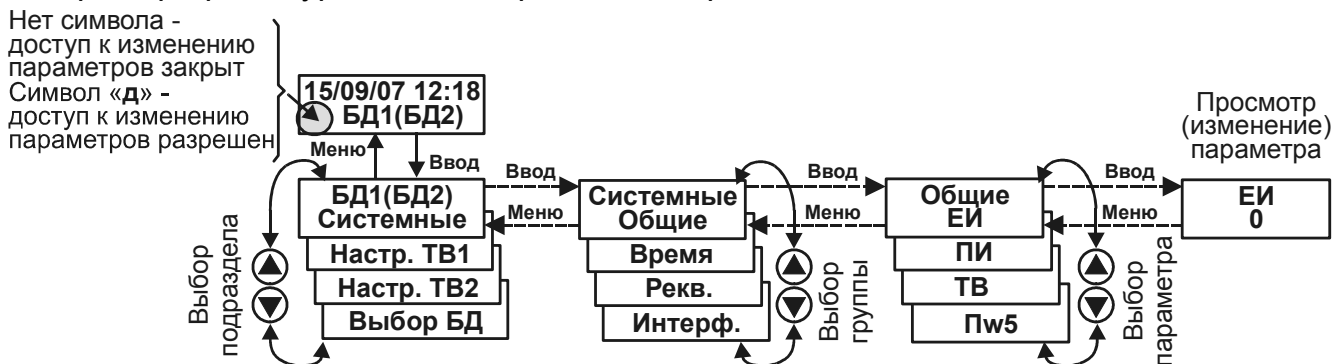 Нет символа -
доступ к изменению
параметров закрыт
Символ «д» -
доступ к изменению
параметров разрешен
15/09/07 12:18
БД1(БД2)
Меню
Ввод
БД1(БД2)
Системные
Настр. ТВ1
Настр. ТВ2
Выбор БД
Выбор
подраздела
Ввод
Меню
Системные
Общие
Время
Рекв.
Интерф.
Выбор
группы
Ввод
Меню
Общие
ЕИ
ПИ
ТВ
Пw5
Выбор
параметра
Ввод
Меню
Просмотр
(изменение)
параметра
ЕИ
0